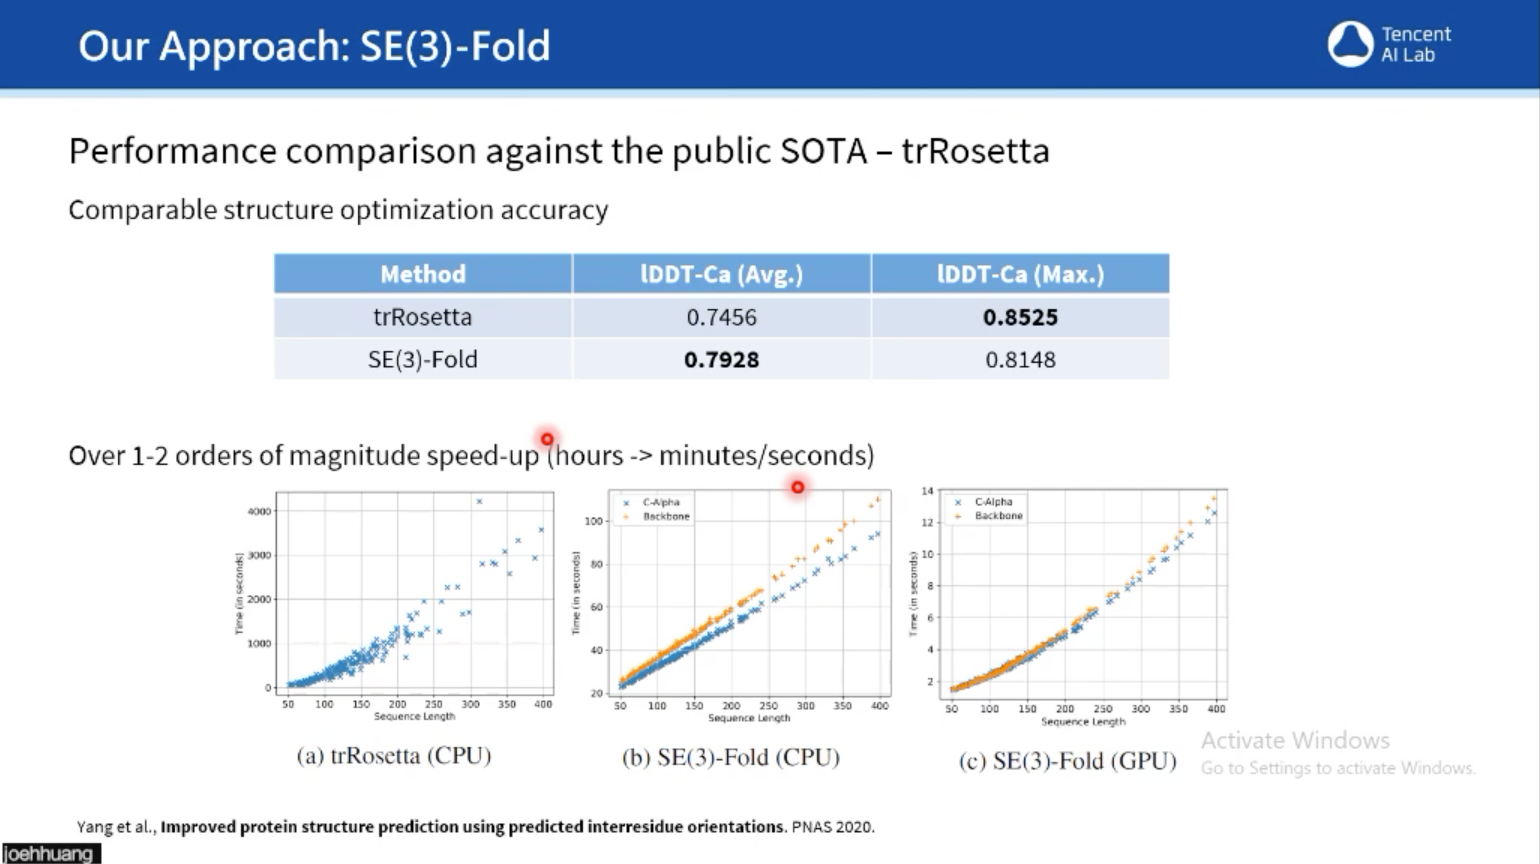 Our Approach: SE(3)-Fold
Tencent
AI Lab
Performance comparison against the public SOTA – trRosetta
Comparable structure optimization accuracy
Method lDDT-Ca (Avg.) lDDT-Ca (Max.)
trRosetta 0.7456 0.8525
SE(3)-Fold 0.7928 0.8148
Over 1-2 orders of magnitude speed-up (hours -> minutes/seconds)
Time (in seconds)
4000
3000
2000
1000
0
50 100 150 200 250 300 350 400
Sequence Length
(a) trRosetta (CPU)
C-Alpha
Backbone
Time (in seconds)
100
80
60
40
20
50 100 150 200 250 300 350 400
Sequence Length
(b) SE(3)-Fold (CPU)
C-Alpha
Backbone
Time (in seconds)
14
12
10
8
6
4
2
50 100 150 200 250 300 350 400
Sequence Length
(c) SE(3)-Fold (GPU)
Activate Windows
Go to Settings to activate Windows.
Yang et al., Improved protein structure prediction using predicted interresidue orientations. PNAS 2020.
joehhuang